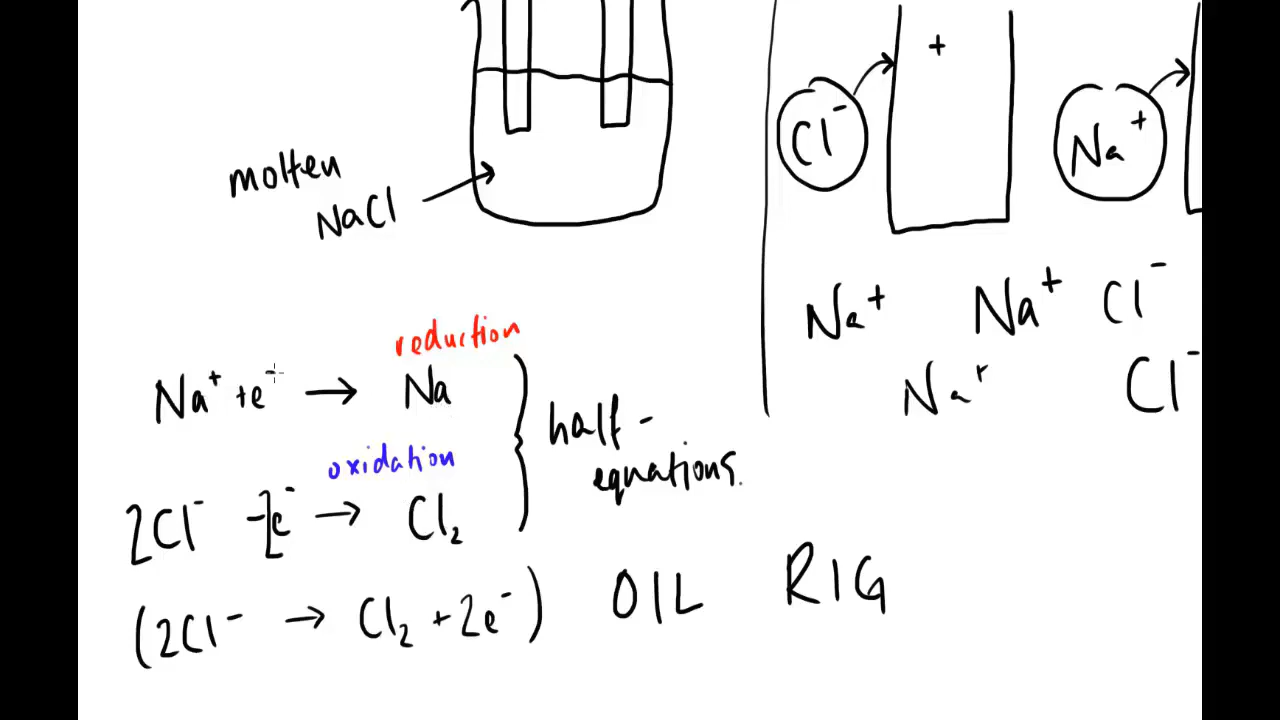 molten
NaCl
+
Cl⁻
Na⁺
Na⁺ Na⁺ Cl⁻
Na⁺ Cl⁻
reduction
Na⁺ + e⁻ → Na
oxidation
2Cl⁻ - 2e⁻ → Cl₂
half-
equations.
(2Cl⁻ → Cl₂ + 2e⁻)
OIL RIG